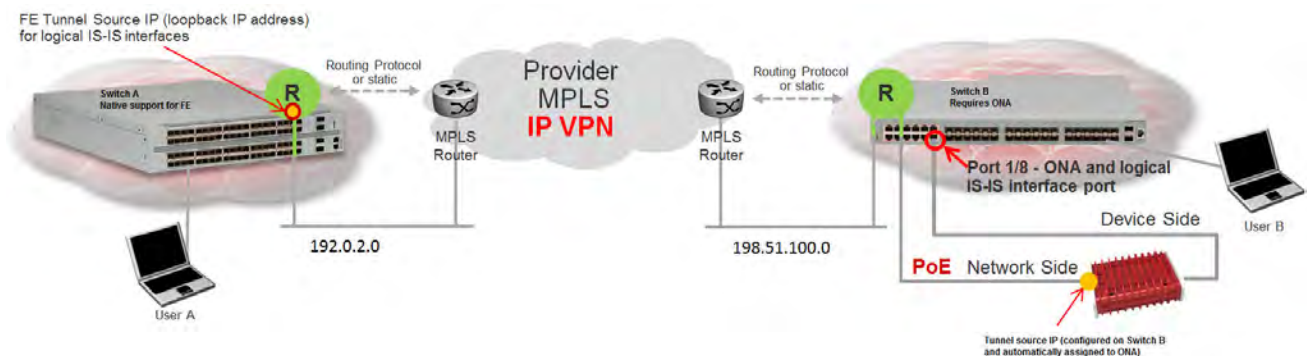 FE Tunnel Source IP (loopback IP address)
for logical IS-IS interfaces
Switch A
Native support for FE
R
Routing Protocol
or static
MPLS
Router
Provider
MPLS
IP VPN
MPLS
Router
Routing Protocol
or static
R
Switch B
Requires ONA
Port 1/8 - ONA and logical
IS-IS interface port
User A
192.0.2.0
198.51.100.0
Device Side
User B
PoE Network Side
Tunnel source IP (configured on Switch B
and automatically assigned to ONA)